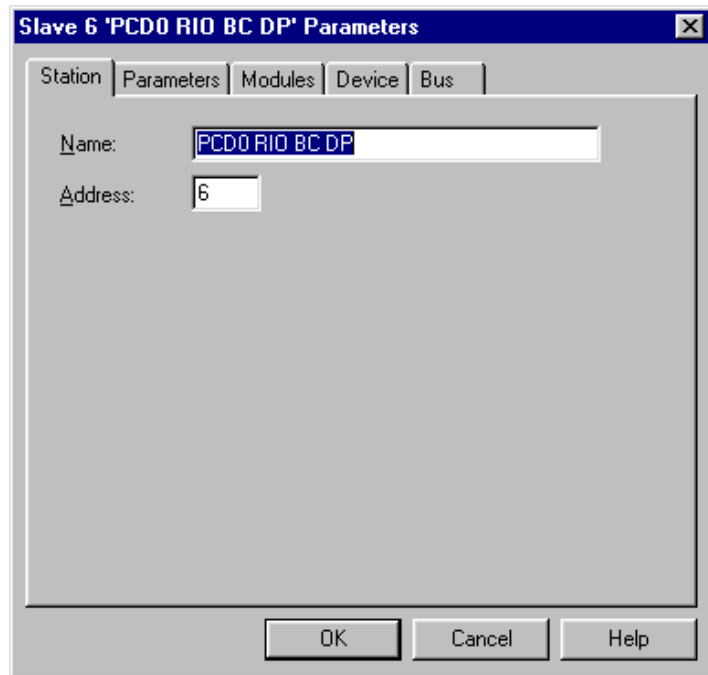 Slave 6 'PCD0 RIO BC DP' Parameters
Station Parameters Modules Device Bus
Name: PCD0 RIO BC DP
Address: 6
OK Cancel Help